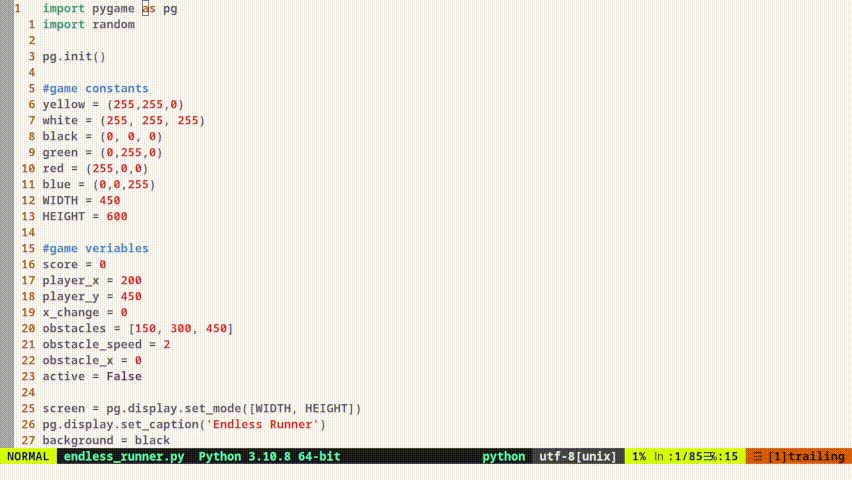 1 import pygame as pg
1 import random
2
3 pg.init()
4
5 #game constants
6 yellow = (255,255,0)
7 white = (255, 255, 255)
8 black = (0, 0, 0)
9 green = (0,255,0)
10 red = (255,0,0)
11 blue = (0,0,255)
12 WIDTH = 450
13 HEIGHT = 600
14
15 #game veriables
16 score = 0
17 player_x = 200
18 player_y = 450
19 x_change = 0
20 obstacles = [150, 300, 450]
21 obstacle_speed = 2
22 obstacle_x = 0
23 active = False
24
25 screen = pg.display.set_mode([WIDTH, HEIGHT])
26 pg.display.set_caption('Endless Runner')
27 background = black
NORMAL endless_runner.py Python 3.10.8 64-bit python utf-8[unix] 1% ln :1/85☰%:15 ☲ [1]trailing